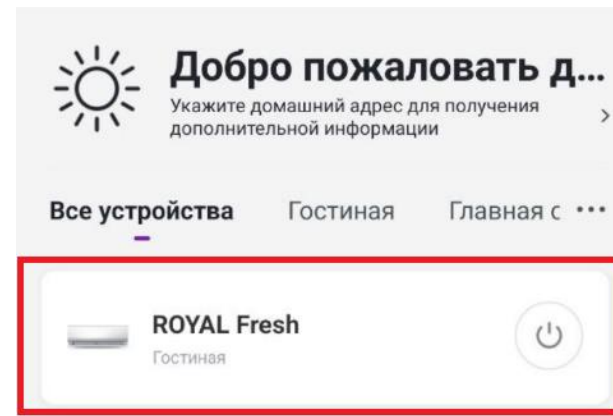 Добро пожаловать д...
Укажите домашний адрес для получения
дополнительной информации
Все устройства Гостиная Главная с
ROYAL Fresh
Гостиная